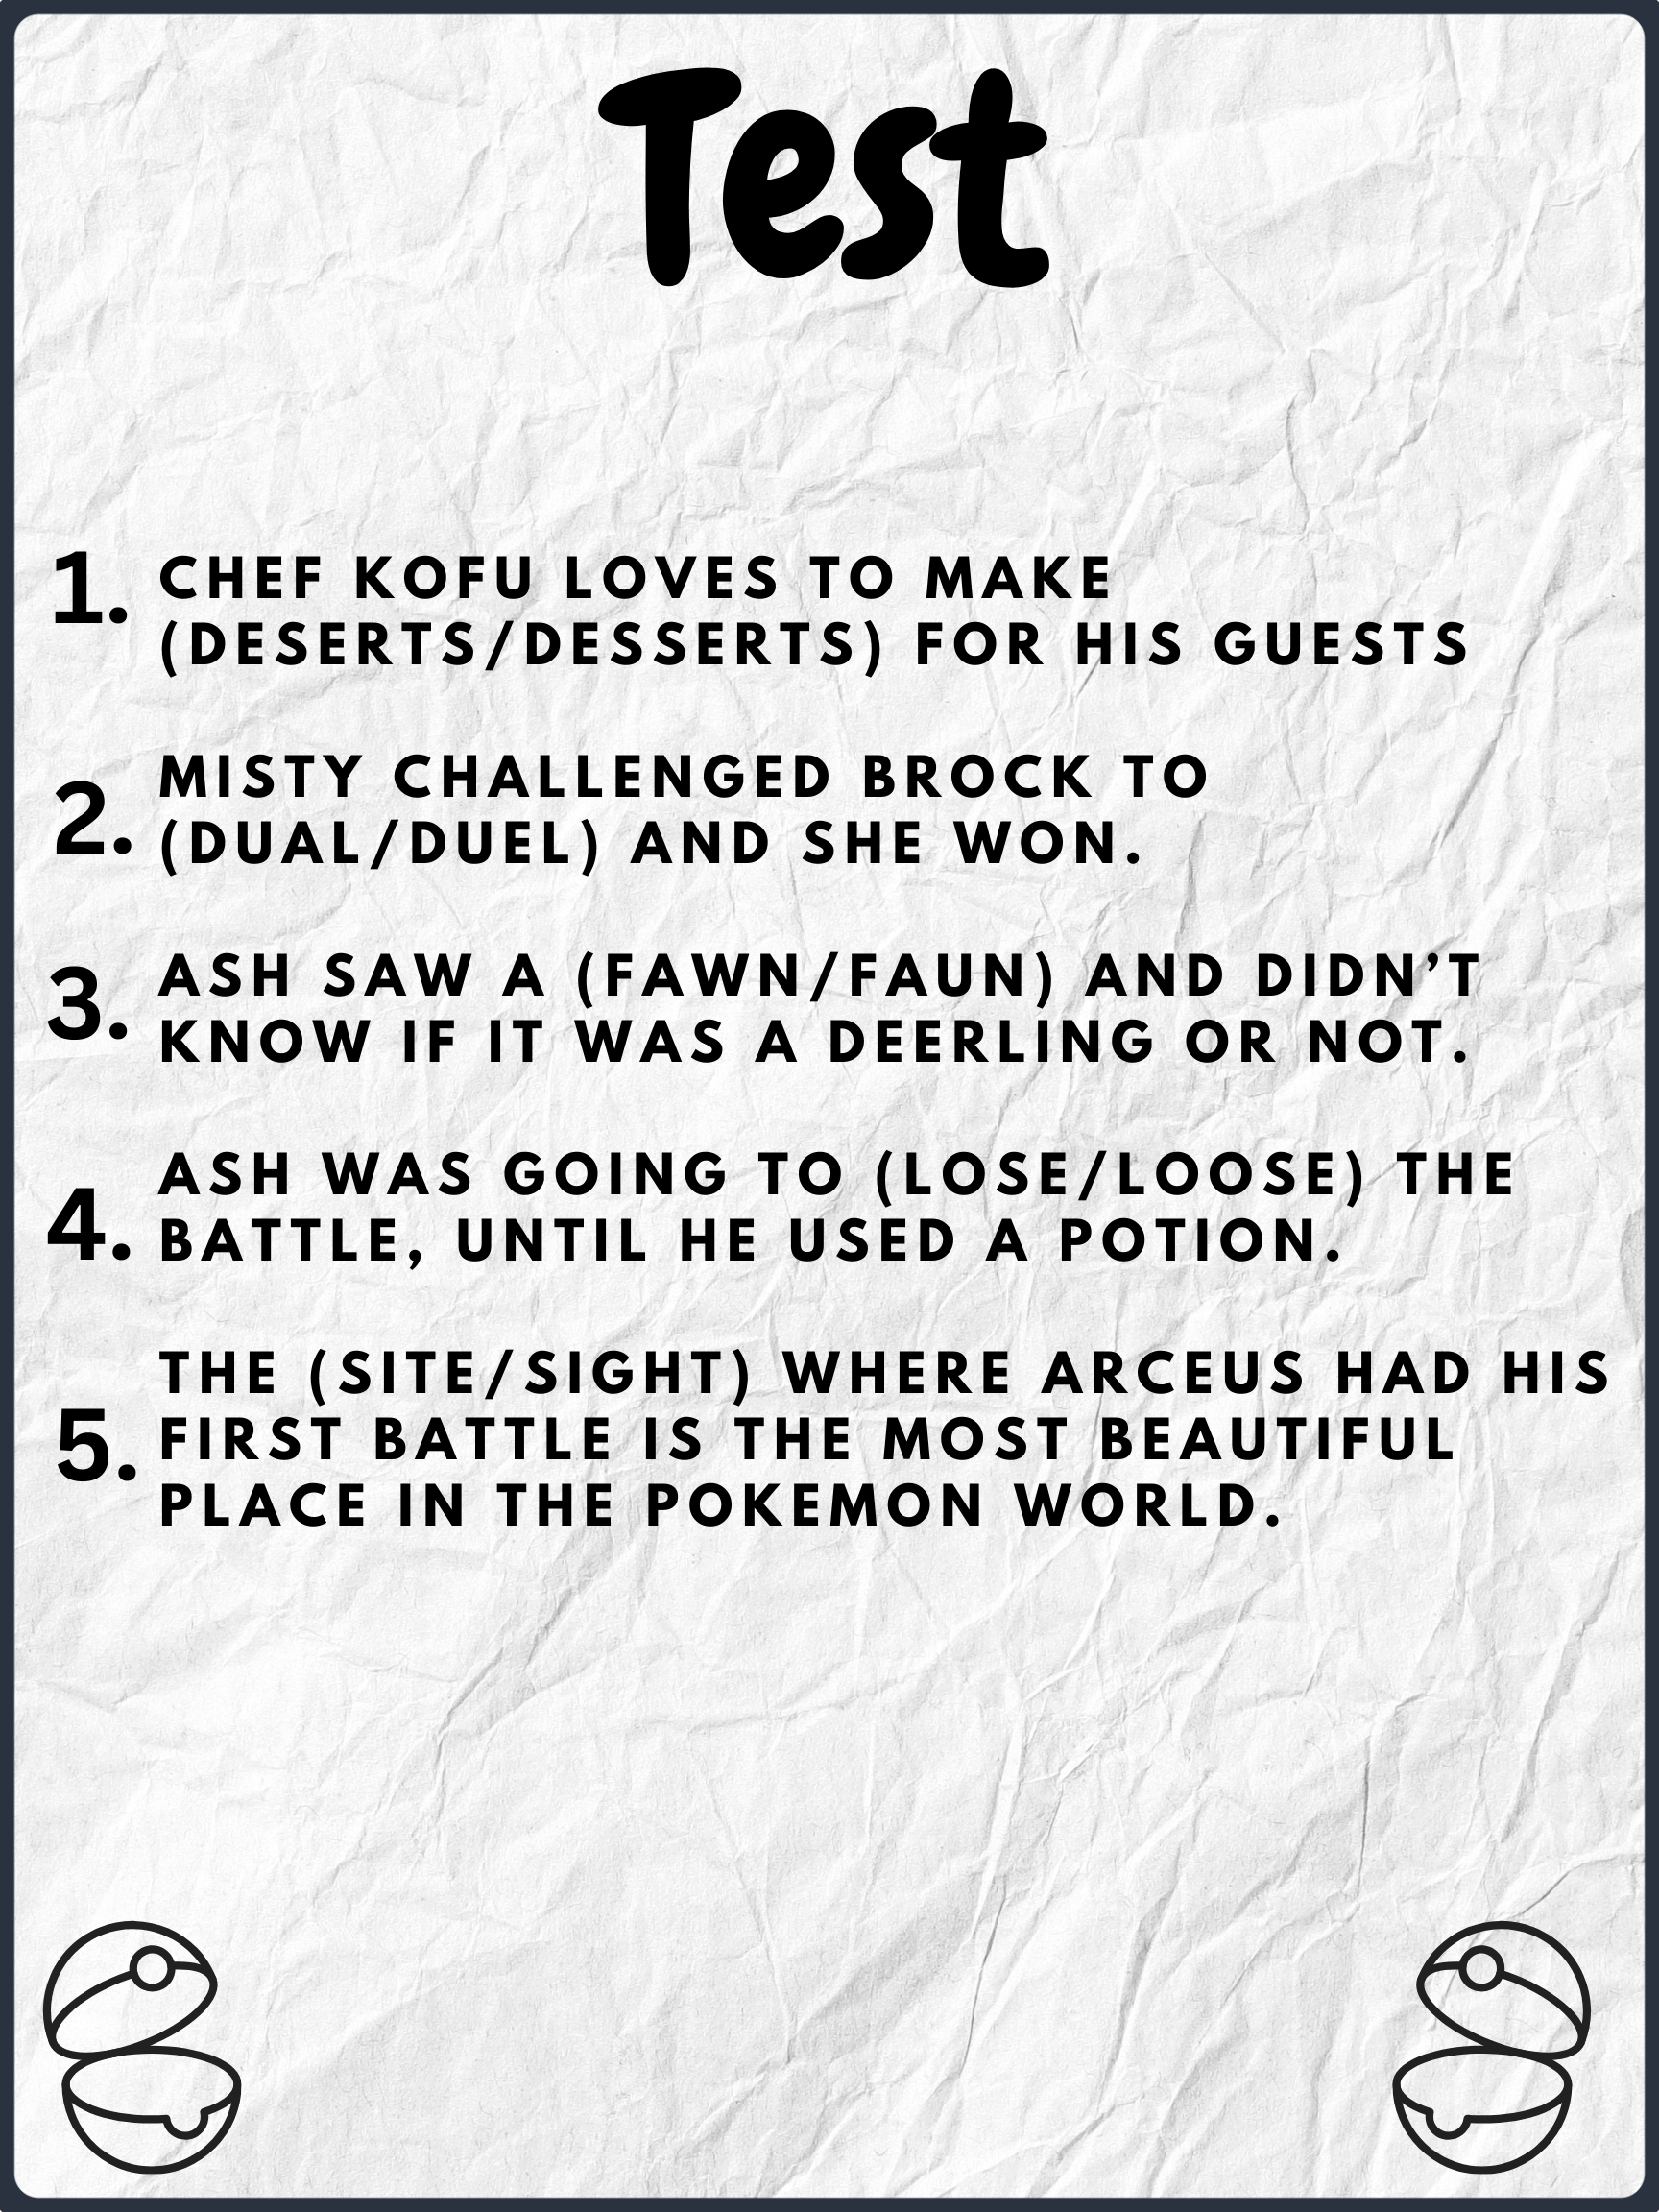 Test
1. CHEF KOFU LOVES TO MAKE
(DESERTS/DESSERTS) FOR HIS GUESTS
2. MISTY CHALLENGED BROCK TO
(DUAL/DUEL) AND SHE WON.
3. ASH SAW A (FAWN/FAUN) AND DIDN’T
KNOW IF IT WAS A DEERLING OR NOT.
4. ASH WAS GOING TO (LOSE/LOOSE) THE
BATTLE, UNTIL HE USED A POTION.
5. THE (SITE/SIGHT) WHERE ARCEUS HAD HIS
FIRST BATTLE IS THE MOST BEAUTIFUL
PLACE IN THE POKEMON WORLD.